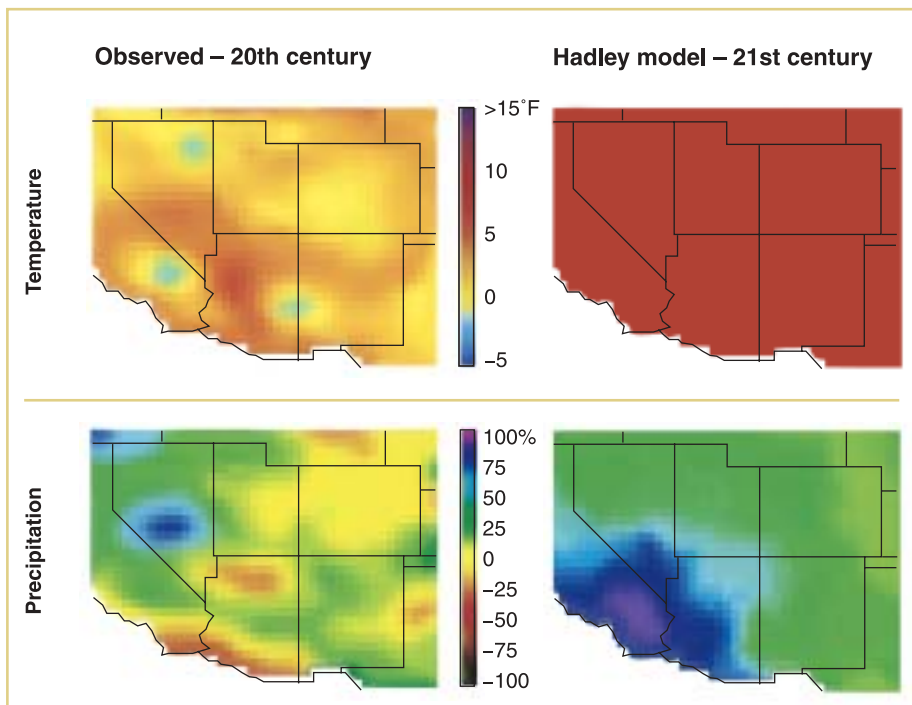 Observed – 20th century
Hadley model – 21st century
Temperature
>15˚F
10
5
0
–5
Precipitation
100%
75
50
25
0
–25
–50
–75
–100